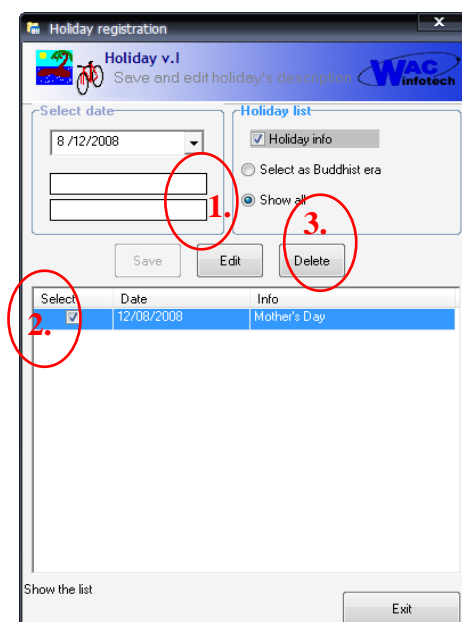 Holiday registration
x
Holiday v.I
Save and edit holiday's description
WAC
infotech
Select date
8 /12/2008
1.
Holiday list
Holiday info
Select as Buddhist era
Show all
3.
Save
Edit
Delete
Select Date Info
2.
12/08/2008 Mother's Day
Show the list
Exit